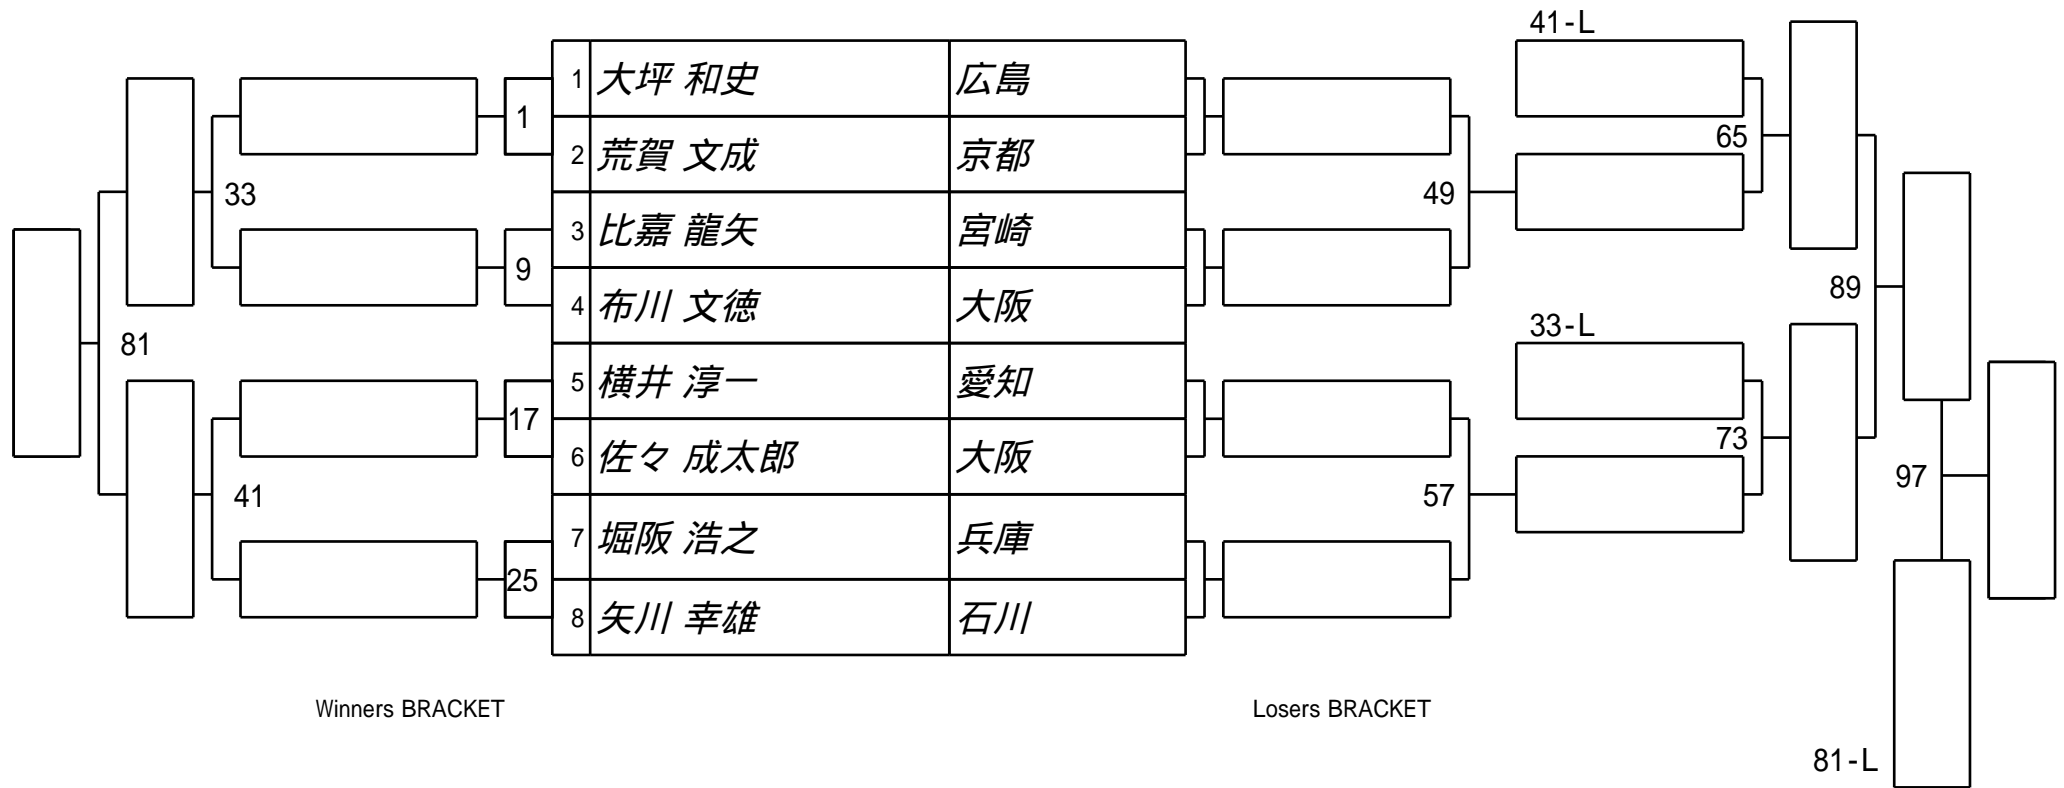 41-L
1 大坪 和史 広島
1
65
2 荒賀 文成 京都
33
49
3 比嘉 龍矢 宮崎
9
89
4 布川 文徳 大阪
33-L
81
5 横井 淳一 愛知
17
73
6 佐々 成太郎 大阪
97
41
57
7 堀阪 浩之 兵庫
25
8 矢川 幸雄 石川
Winners BRACKET
Losers BRACKET
81-L